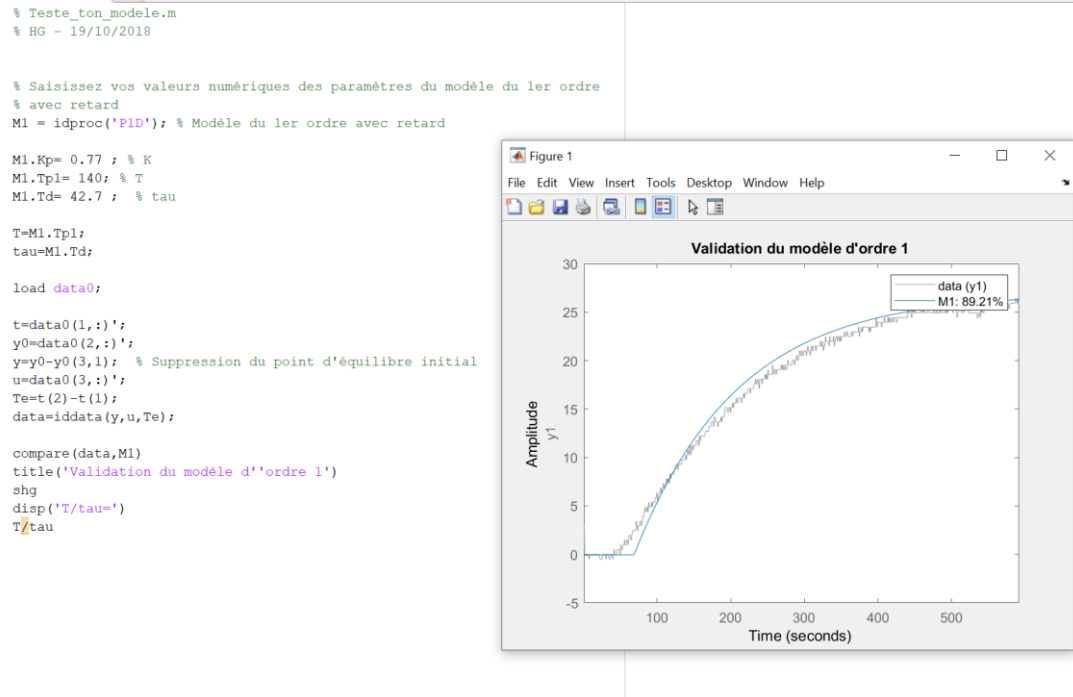 % Teste_ton_modele.m
% HG - 19/10/2018
% Saisissez vos valeurs numériques des paramètres du modèle du 1er ordre
% avec retard
M1 = idproc('P1D'); % Modèle du 1er ordre avec retard
M1.Kp= 0.77 ; % K
M1.Tp1= 140; % T
M1.Td= 42.7 ;  % tau
T=M1.Tp1;
tau=M1.Td;
load data0;
t=data0(1,:)';
y0=data0(2,:)';
y=y0-y0(3,1);  % Suppression du point d'équilibre initial
u=data0(3,:)';
Te=t(2)-t(1);
data=iddata(y,u,Te);
compare(data,M1)
title('Validation du modèle d''ordre 1')
shg
disp('T/tau=')
T/tau
Figure 1
File Edit View Insert Tools Desktop Window Help
Validation du modèle d'ordre 1
data (y1)
M1: 89.21%
30
25
20
15
10
5
0
-5
Amplitude
y1
100 200 300 400 500
Time (seconds)